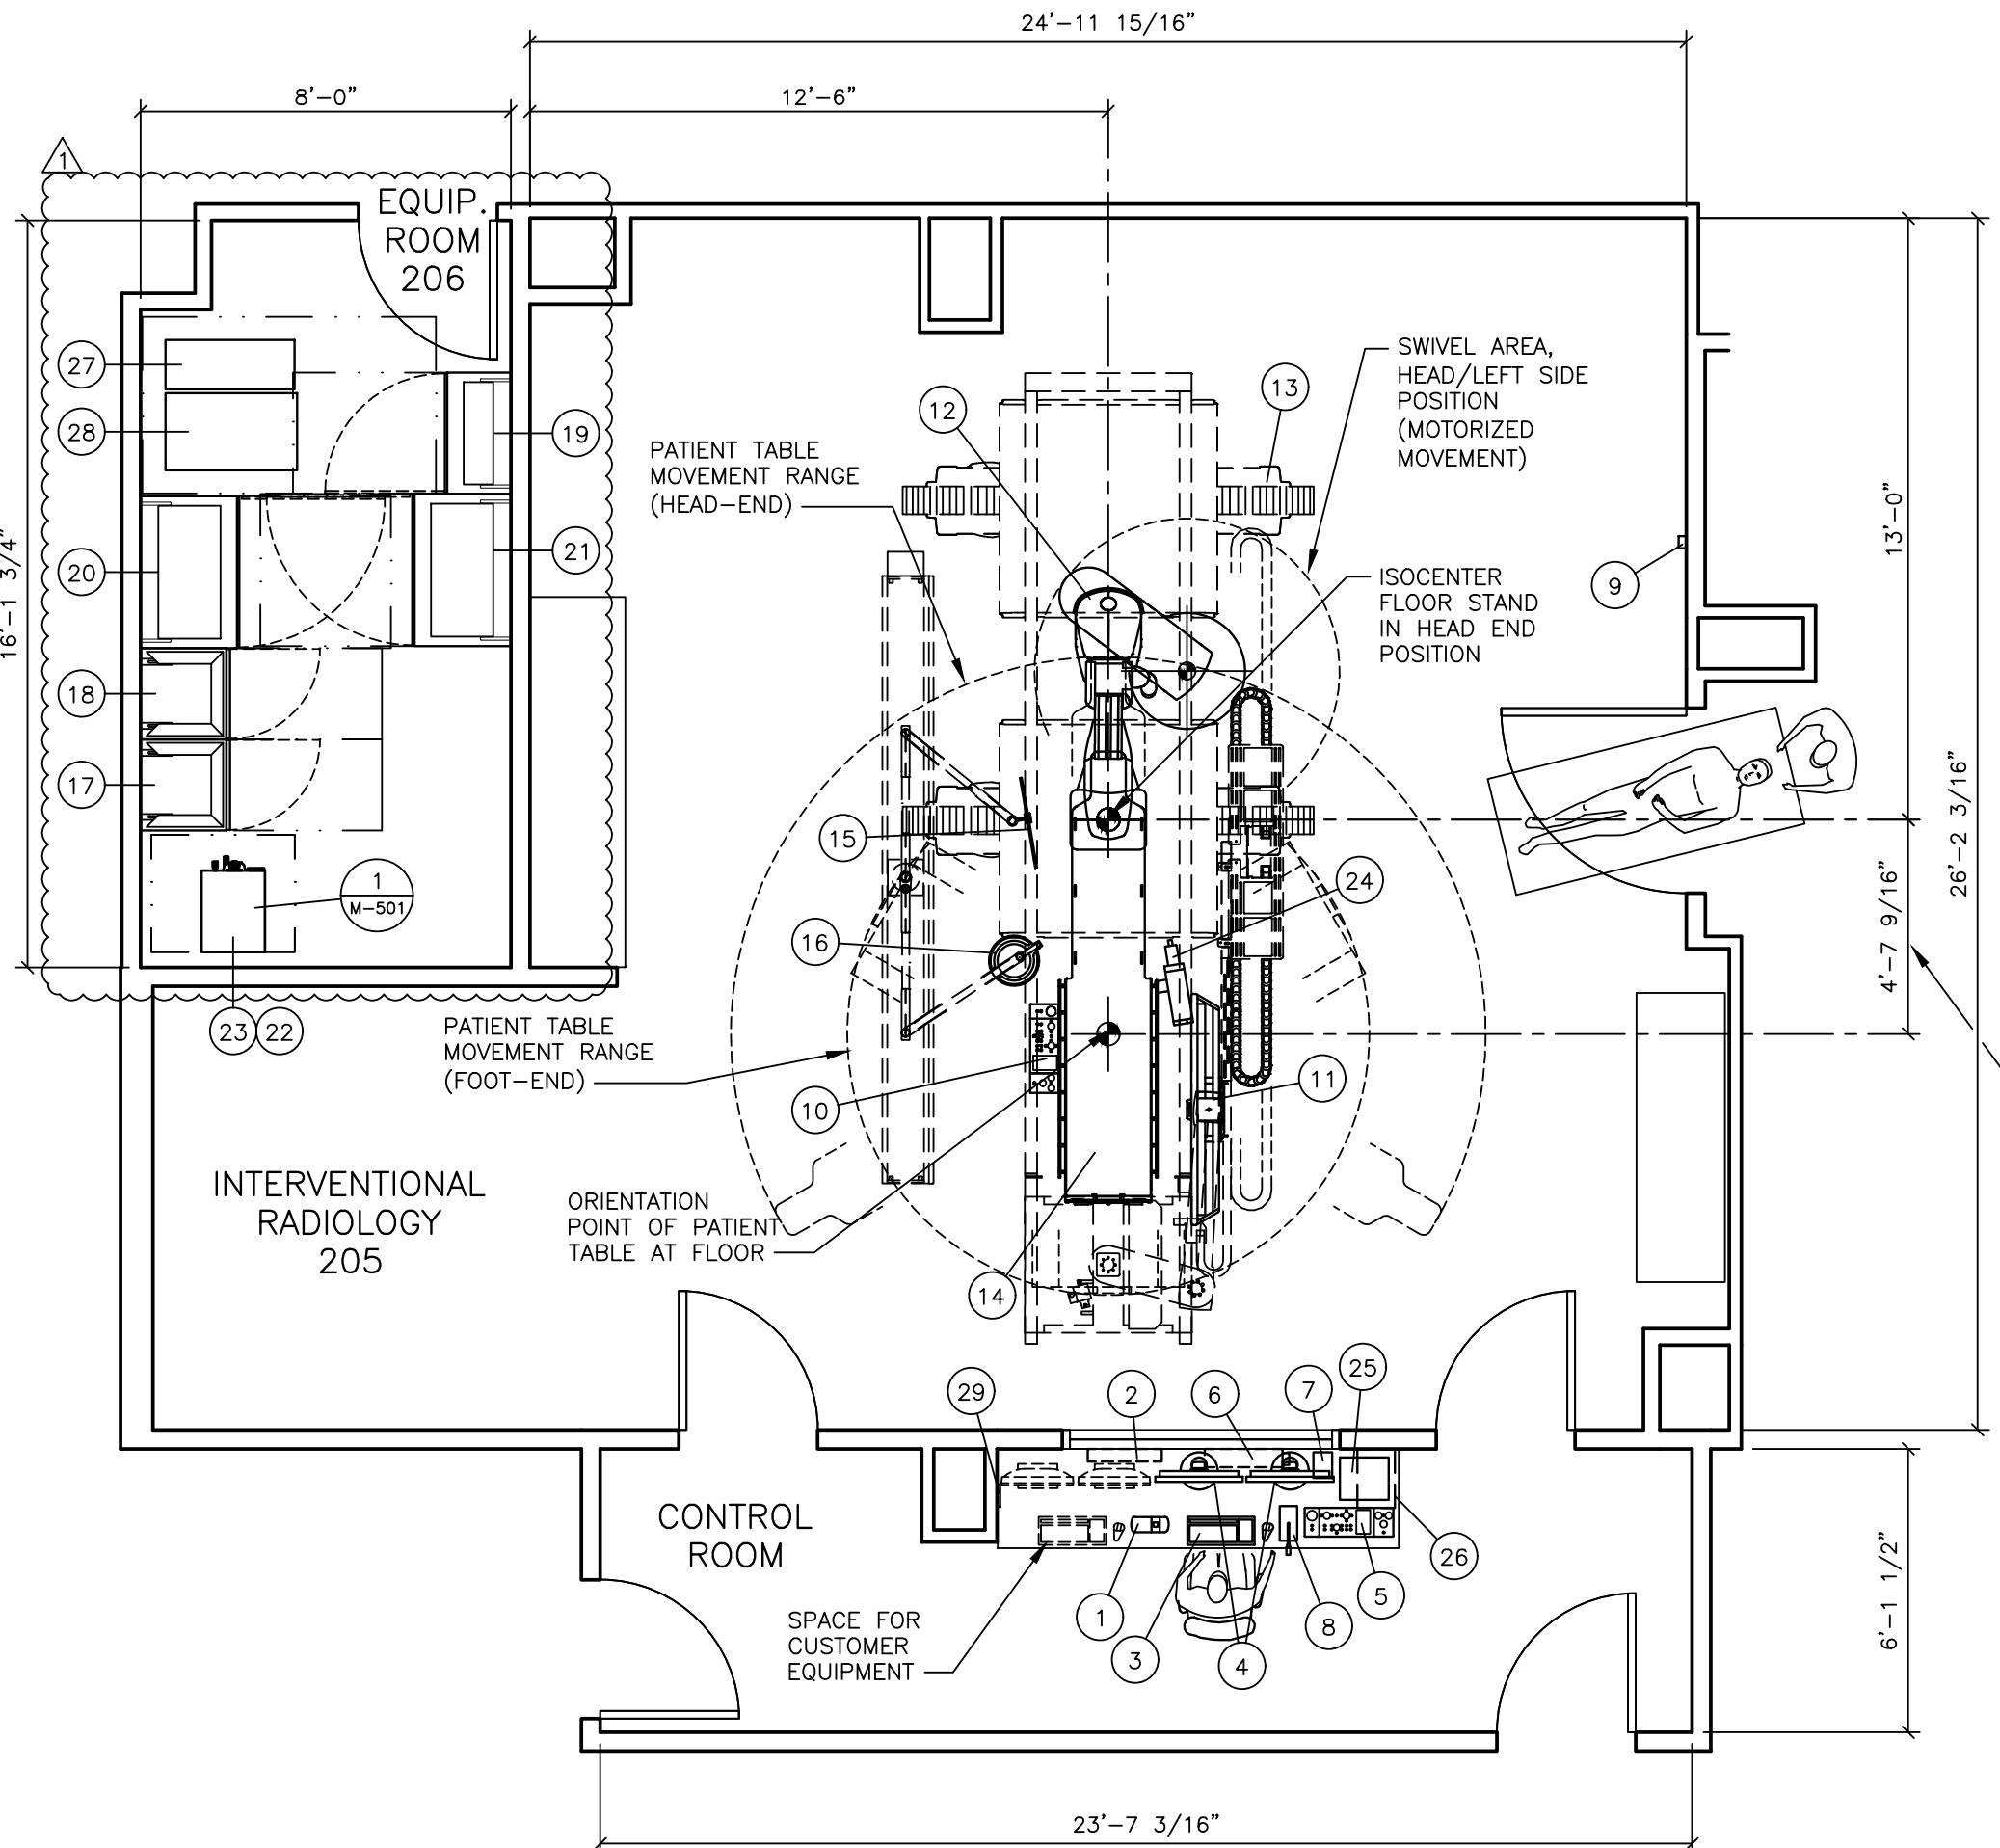 24'-11 15/16"
8'-0"
12'-6"
1
EQUIP.
ROOM
206
SWIVEL AREA,
HEAD/LEFT SIDE
POSITION
(MOTORIZED
MOVEMENT)
27
13
12
28
19
PATIENT TABLE
MOVEMENT RANGE
(HEAD-END)
13'-0"
16'-1 3/4"
21
20
9
ISOCENTER
FLOOR STAND
IN HEAD END
POSITION
18
17
15
26'-2 3/16"
1
M-501
24
4'-7 9/16"
16
23
22
PATIENT TABLE
MOVEMENT RANGE
(FOOT-END)
10
11
INTERVENTIONAL
RADIOLOGY
205
ORIENTATION
POINT OF PATIENT
TABLE AT FLOOR
14
29
2
6
7
25
CONTROL
ROOM
26
5
1
8
3
4
SPACE FOR
CUSTOMER
EQUIPMENT
6'-1 1/2"
23'-7 3/16"